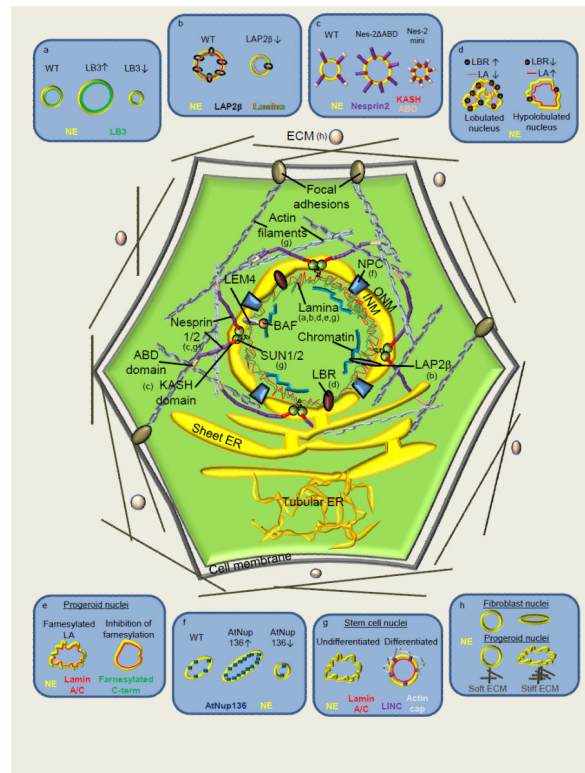 a
WT LB3↑ LB3↓
NE LB3
b
WT LAP2β↓
NE LAP2β Lamina
c
WT Nes-2ΔABD Nes-2
mini
NE Nesprin2 KASH
ABD
d
LBR↑ LBR↓
LA↓ LA↑
Lobulated
nucleus
Hypolobulated
nucleus
NE
ECM (h)
Focal
adhesions
Actin
filaments
(g)
NPC
(f)
ONM
INM
LEM4
Lamina
(a,b,d,e,g)
Nesprin
1/2
(c,g)
BAF
Chromatin
SUN1/2
(g)
LAP2β
(b)
ABD
domain
(c) KASH
domain
LBR
(d)
Sheet ER
Tubular ER
Cell membrane
e
Progeroid nuclei
Farnesylated
LA
Inhibition of
farnesylation
NE Lamin
A/C
Farnesylated
C-term
f
WT AtNup
136↑
AtNup
136↓
AtNup136 NE
g
Stem cell nuclei
Undifferentiated Differentiated
NE Lamin
A/C
LINC Actin
cap
h
Fibroblast nuclei
NE
Progeroid nuclei
Soft ECM Stiff ECM